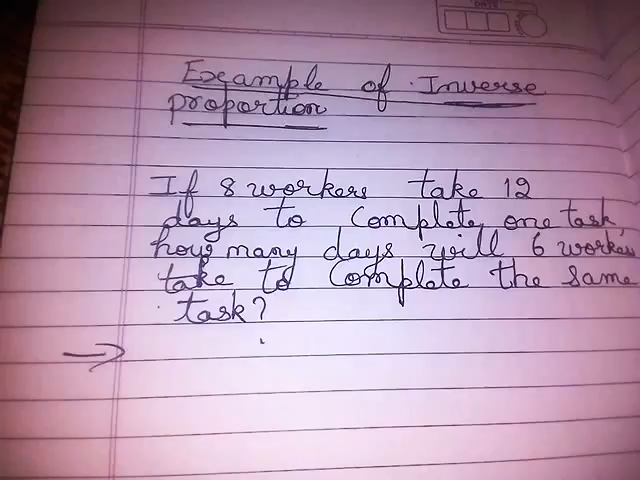 DATE
Example of Inverse
proportion
If 8 workers take 12
days to complete one task,
how many days will 6 workers
take to complete the same
task?